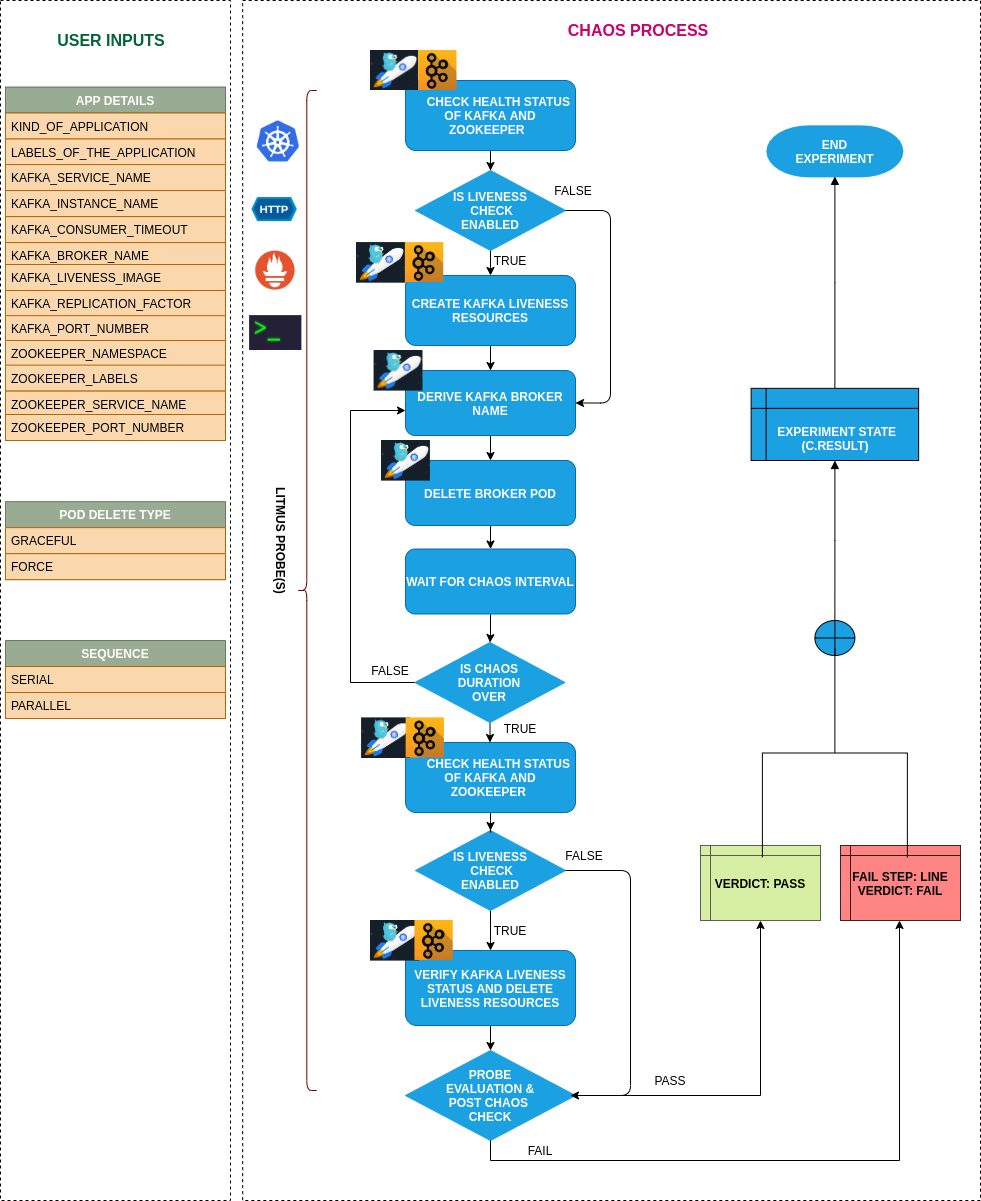 USER INPUTS
APP DETAILS
KIND_OF_APPLICATION
LABELS_OF_THE_APPLICATION
KAFKA_SERVICE_NAME
KAFKA_INSTANCE_NAME
KAFKA_CONSUMER_TIMEOUT
KAFKA_BROKER_NAME
KAFKA_LIVENESS_IMAGE
KAFKA_REPLICATION_FACTOR
KAFKA_PORT_NUMBER
ZOOKEEPER_NAMESPACE
ZOOKEEPER_LABELS
ZOOKEEPER_SERVICE_NAME
ZOOKEEPER_PORT_NUMBER
POD DELETE TYPE
GRACEFUL
FORCE
SEQUENCE
SERIAL
PARALLEL
CHAOS PROCESS
HTTP
>_
LITMUS PROBE(S)
CHECK HEALTH STATUS
OF KAFKA AND
ZOOKEEPER
IS LIVENESS
CHECK
ENABLED
FALSE
TRUE
CREATE KAFKA LIVENESS
RESOURCES
DERIVE KAFKA BROKER
NAME
DELETE BROKER POD
WAIT FOR CHAOS INTERVAL
IS CHAOS
DURATION
OVER
FALSE
TRUE
CHECK HEALTH STATUS
OF KAFKA AND
ZOOKEEPER
IS LIVENESS
CHECK
ENABLED
FALSE
TRUE
VERIFY KAFKA LIVENESS
STATUS AND DELETE
LIVENESS RESOURCES
PROBE
EVALUATION &
POST CHAOS
CHECK
PASS
FAIL
VERDICT: PASS
FAIL STEP: LINE
VERDICT: FAIL
EXPERIMENT STATE
(C.RESULT)
END
EXPERIMENT